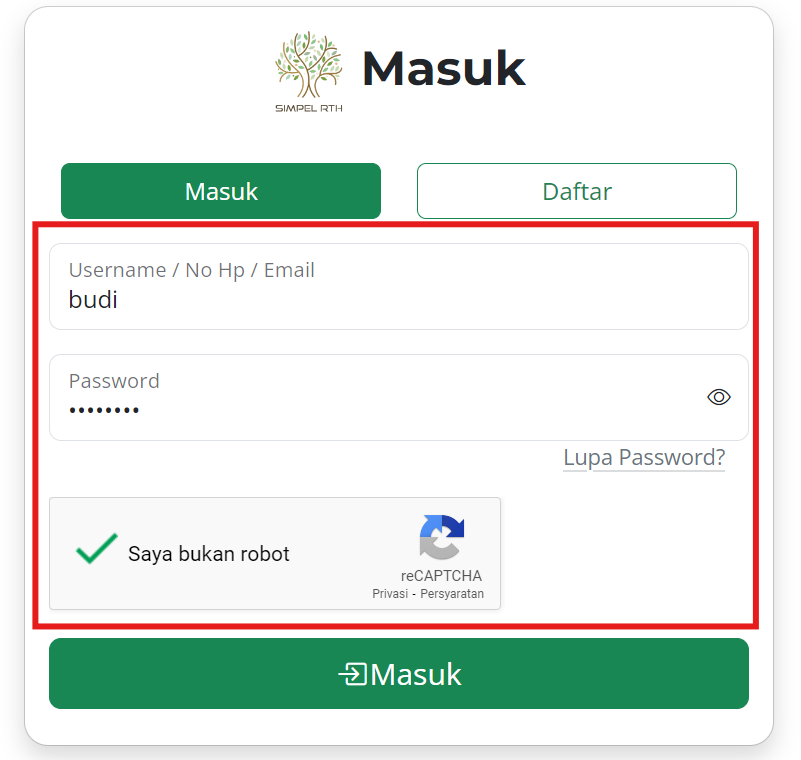 SIMPEL RTH
Masuk
Masuk
Daftar
Username / No Hp / Email
budi
Password
••••••••
Lupa Password?
Saya bukan robot
reCAPTCHA
Privasi - Persyaratan
Masuk